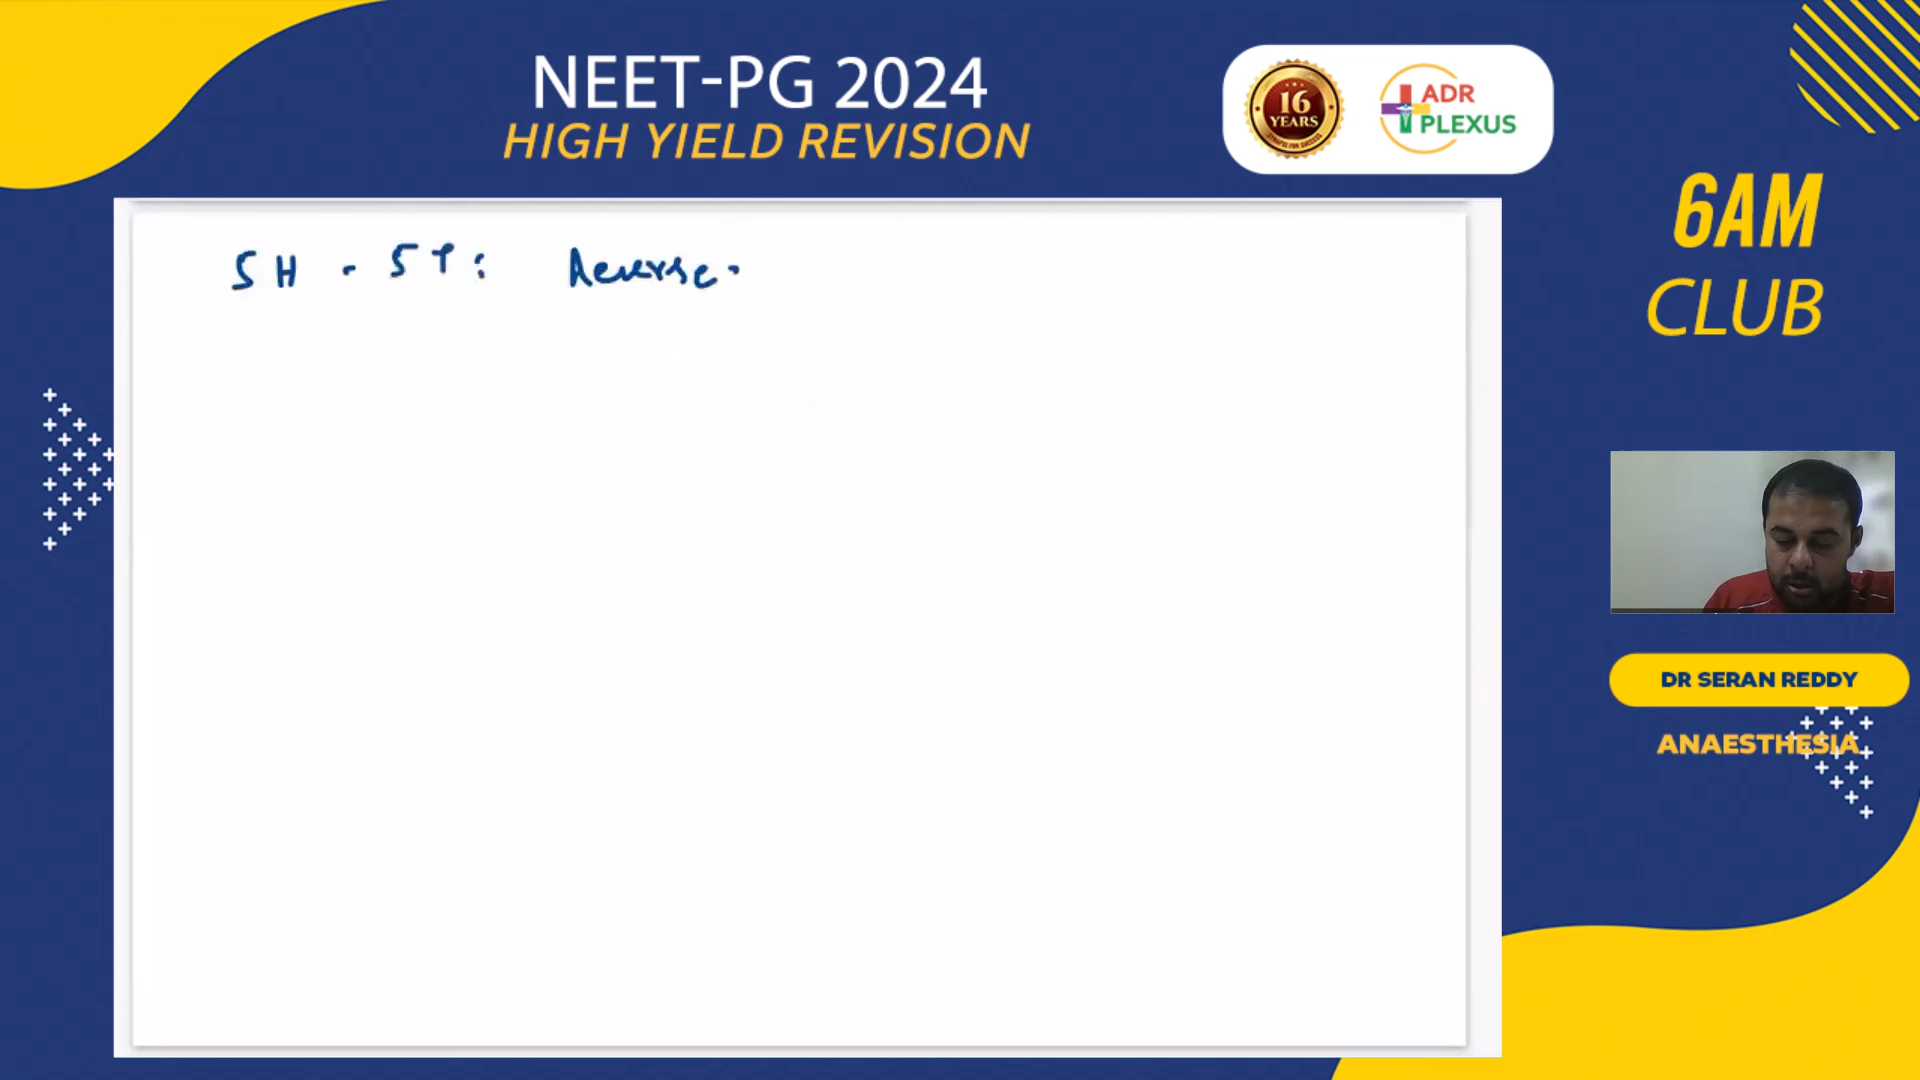 NEET-PG 2024
HIGH YIELD REVISION
16
YEARS
ADR
PLEXUS
6AM
CLUB
5H - 5T : Reverse.
DR SERAN REDDY
ANAESTHESIA